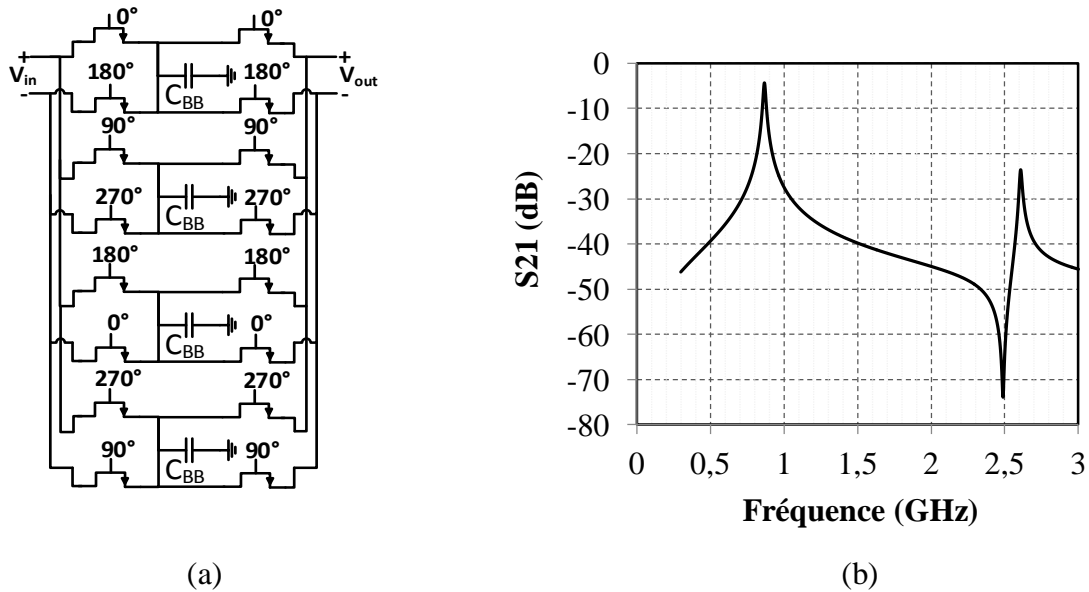 0° 0°
+ +
V_in 180° 180° V_out
- C_BB -
90° 90°
270° 270°
C_BB
180° 180°
0° 0°
C_BB
270° 270°
90° 90°
C_BB
(a)
S21 (dB)
0
-10
-20
-30
-40
-50
-60
-70
-80
0 0,5 1 1,5 2 2,5 3
Fréquence (GHz)
(b)